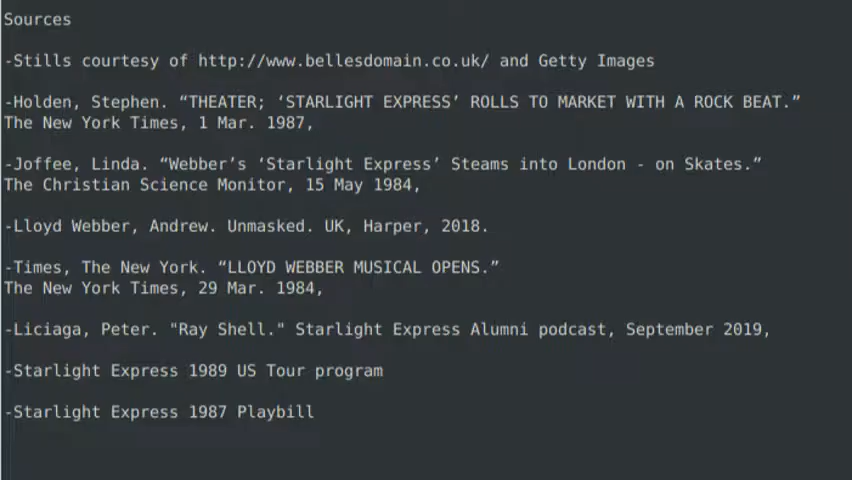 Sources
-Stills courtesy of http://www.bellesdomain.co.uk/ and Getty Images
-Holden, Stephen. “THEATER; ‘STARLIGHT EXPRESS’ ROLLS TO MARKET WITH A ROCK BEAT.”
The New York Times, 1 Mar. 1987,
-Joffee, Linda. “Webber’s ‘Starlight Express’ Steams into London - on Skates.”
The Christian Science Monitor, 15 May 1984,
-Lloyd Webber, Andrew. Unmasked. UK, Harper, 2018.
-Times, The New York. “LLOYD WEBBER MUSICAL OPENS.”
The New York Times, 29 Mar. 1984,
-Liciaga, Peter. "Ray Shell." Starlight Express Alumni podcast, September 2019,
-Starlight Express 1989 US Tour program
-Starlight Express 1987 Playbill